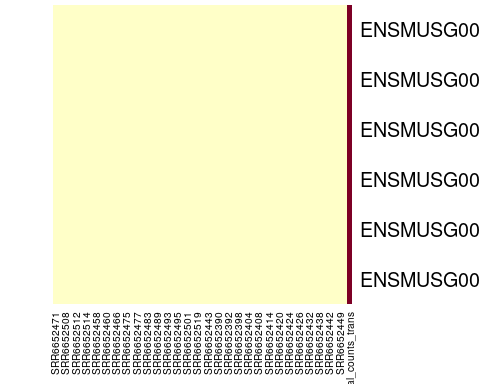 ENSMUSG00
ENSMUSG00
ENSMUSG00
ENSMUSG00
ENSMUSG00
ENSMUSG00
SRR6652471
SRR6652508
SRR6652512
SRR6652514
SRR6652458
SRR6652460
SRR6652466
SRR6652475
SRR6652477
SRR6652483
SRR6652489
SRR6652493
SRR6652495
SRR6652501
SRR6652519
SRR6652443
SRR6652390
SRR6652392
SRR6652398
SRR6652404
SRR6652408
SRR6652414
SRR6652420
SRR6652424
SRR6652426
SRR6652432
SRR6652438
SRR6652442
SRR6652449
al_counts_trans